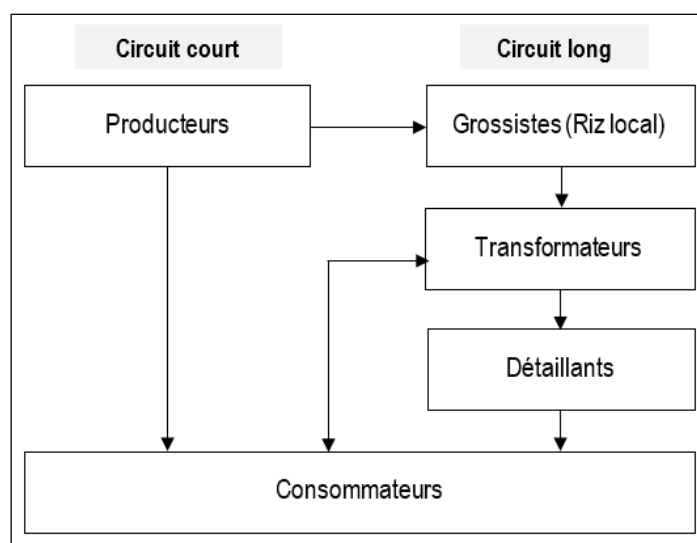 Circuit court
Circuit long
Producteurs
Grossistes (Riz local)
Transformateurs
Détaillants
Consommateurs